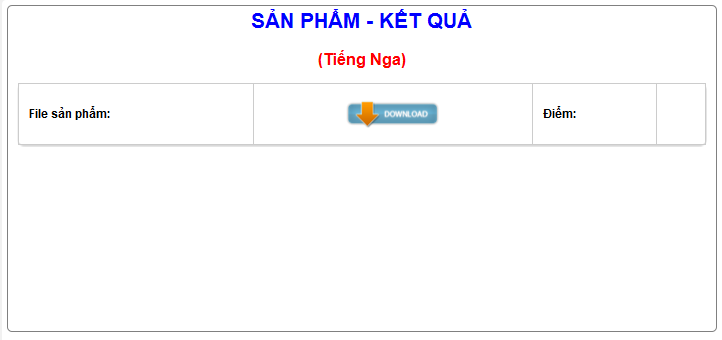 SẢN PHẨM - KẾT QUẢ
(Tiếng Nga)
File sản phẩm: DOWNLOAD Điểm: